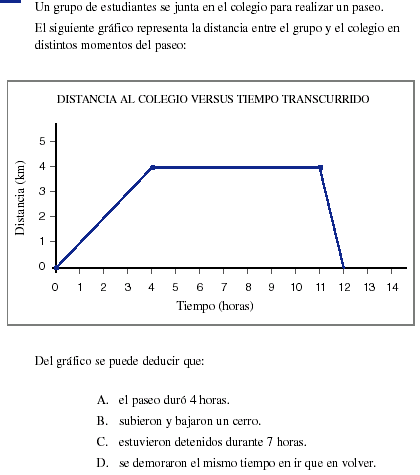 Un grupo de estudiantes se junta en el colegio para realizar un paseo.
El siguiente gráfico representa la distancia entre el grupo y el colegio en
distintos momentos del paseo:
DISTANCIA AL COLEGIO VERSUS TIEMPO TRANSCURRIDO
Distancia (km)
5
4
3
2
1
0
0 1 2 3 4 5 6 7 8 9 10 11 12 13 14
Tiempo (horas)
Del gráfico se puede deducir que:
A. el paseo duró 4 horas.
B. subieron y bajaron un cerro.
C. estuvieron detenidos durante 7 horas.
D. se demoraron el mismo tiempo en ir que en volver.